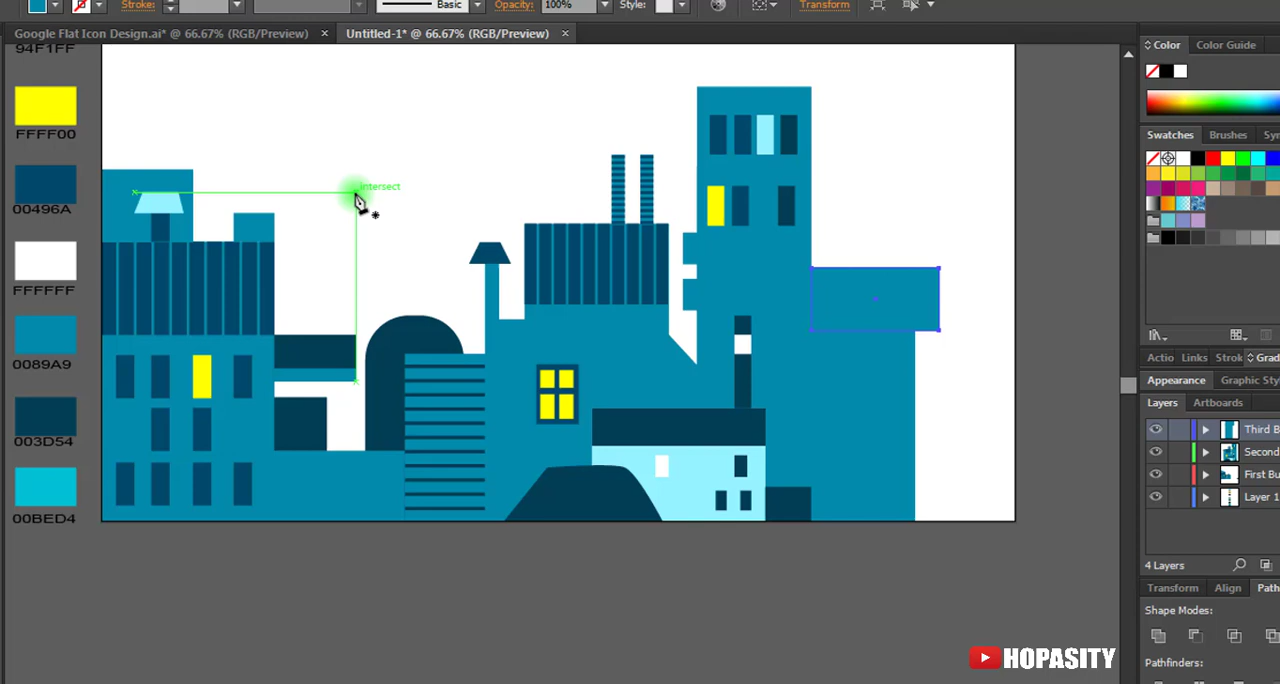 Stroke:
Basic
Opacity:
100%
Style:
Transform
Google Flat Icon Design.ai* @ 66.67% (RGB/Preview)
Untitled-1* @ 66.67% (RGB/Preview)
94F1FF
FFFF00
00496A
FFFFFF
0089A9
003D54
00BED4
intersect
Color
Color Guide
Swatches
Brushes
Sym
Actio
Links
Strok
Grad
Appearance
Graphic Sty
Layers
Artboards
Third B
Second
First Bu
Layer 1
4 Layers
Transform
Align
Path
Shape Modes:
Pathfinders:
HOPASITY